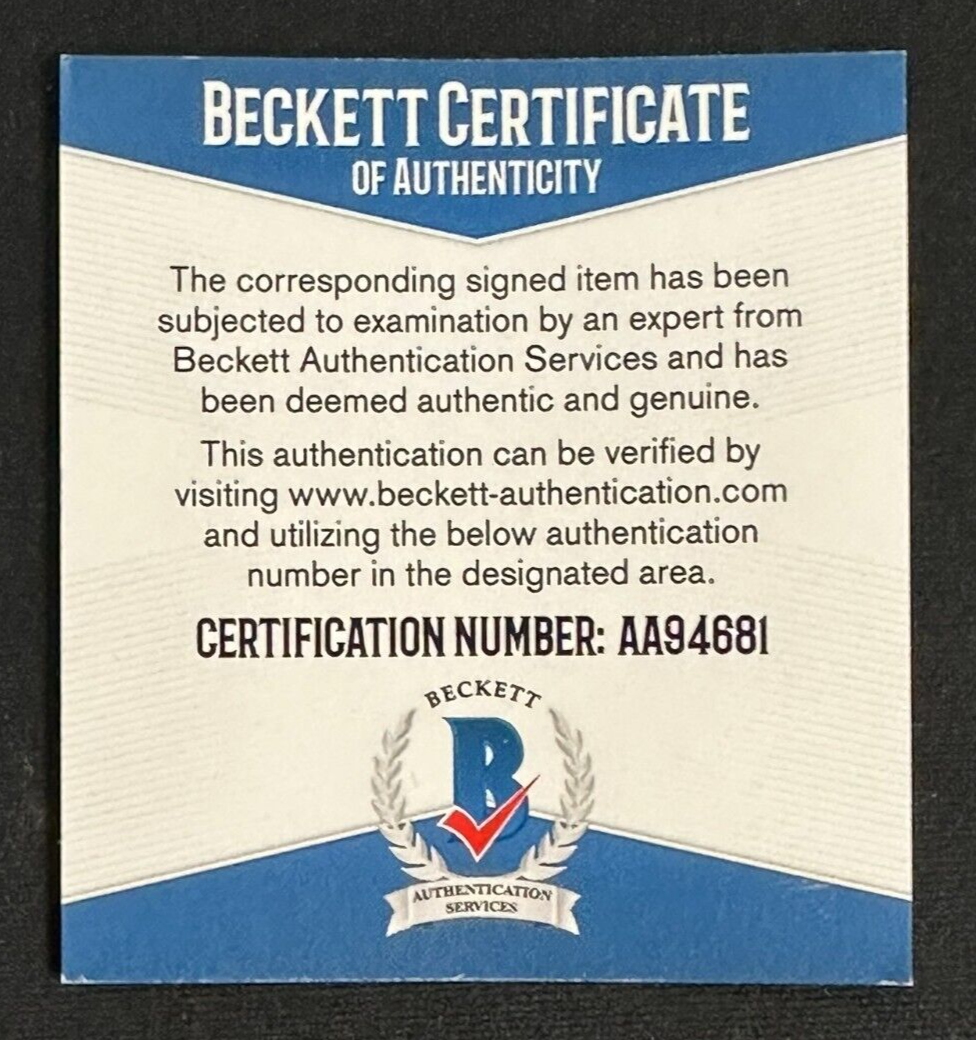 BECKETT CERTIFICATE
OF AUTHENTICITY
The corresponding signed item has been
subjected to examination by an expert from
Beckett Authentication Services and has
been deemed authentic and genuine.
This authentication can be verified by
visiting www.beckett-authentication.com
and utilizing the below authentication
number in the designated area.
CERTIFICATION NUMBER: AA94681
BECKETT
B
AUTHENTICATION
SERVICES